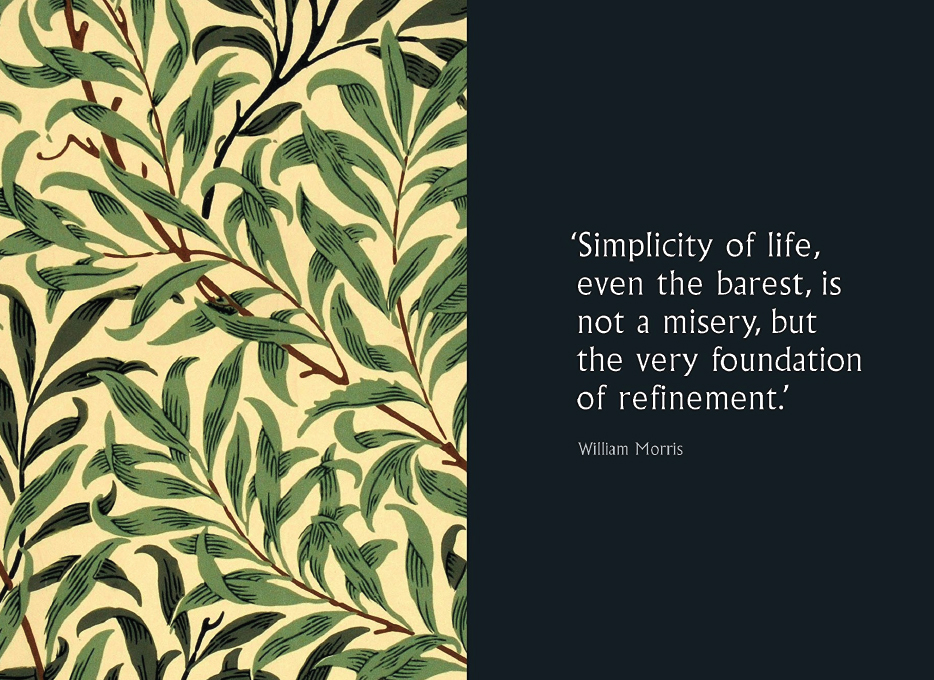 ‘Simplicity of life,
even the barest, is
not a misery, but
the very foundation
of refinement.’
William Morris